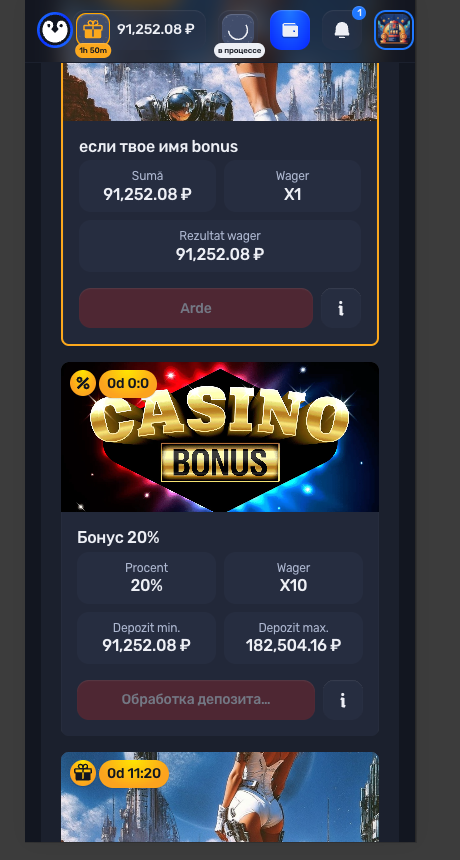 91,252.08 ₽
1
1h 50m
в процессе
если твое имя bonus
Sumă
Wager
91,252.08 ₽
X1
Rezultat wager
91,252.08 ₽
Arde
i
% 0d 0:0
CASINO
BONUS
Бонус 20%
Procent
Wager
20%
X10
Depozit min.
Depozit max.
91,252.08 ₽
182,504.16 ₽
Обработка депозита...
i
0d 11:20